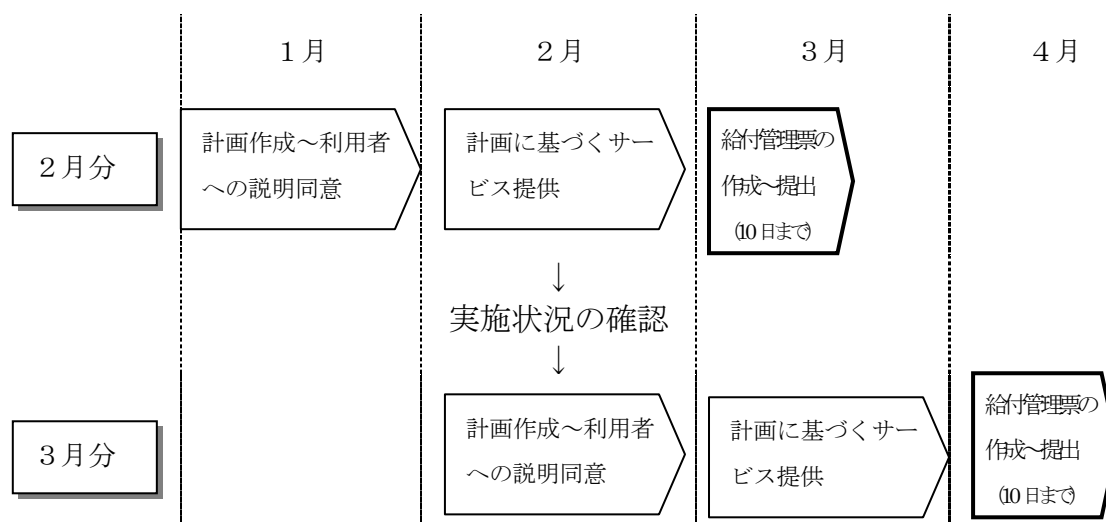 １月
２月
３月
４月
２月分
計画作成～利用者
への説明同意
計画に基づくサー
ビス提供
給付管理票の
作成～提出
（10 日まで）
↓
実施状況の確認
↓
３月分
計画作成～利用者
への説明同意
計画に基づくサー
ビス提供
給付管理票の
作成～提出
（10 日まで）